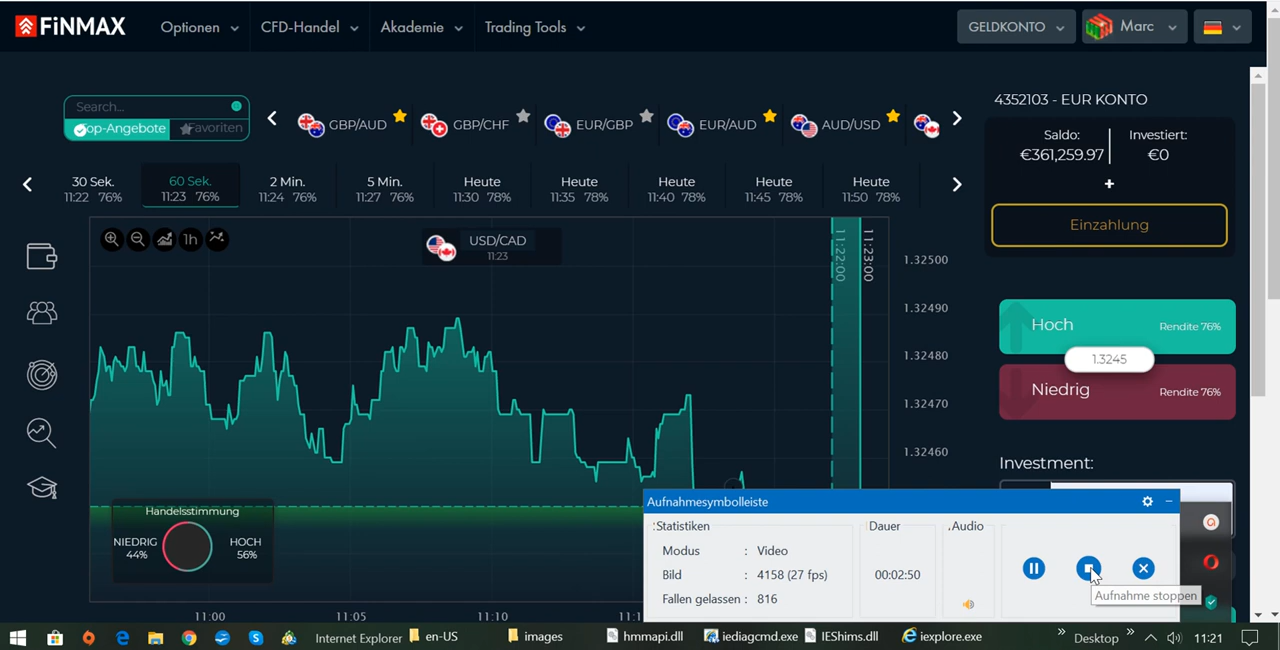 FiNMAX
Optionen
CFD-Handel
Akademie
Trading Tools
GELDKONTO
Marc
Search...
Top-Angebote
Favoriten
GBP/AUD
GBP/CHF
EUR/GBP
EUR/AUD
AUD/USD
30 Sek.
11:22 76%
60 Sek.
11:23 76%
2 Min.
11:24 76%
5 Min.
11:27 76%
Heute
11:30 78%
Heute
11:35 78%
Heute
11:40 78%
Heute
11:45 78%
Heute
11:50 78%
4352103 - EUR KONTO
Saldo:
€361,259.97
Investiert:
€0
+
Einzahlung
1h
USD/CAD
11:23
11:22:00
11:23:00
1.32500
1.32490
1.32480
1.32470
1.32460
Hoch
Rendite 76%
1.3245
Niedrig
Rendite 76%
Investment:
Handelsstimmung
NIEDRIG
44%
HOCH
56%
11:00
11:05
11:10
Aufnahmesymbolleiste
Statistiken
Modus : Video
Bild : 4158 (27 fps)
Fallen gelassen : 816
Dauer
00:02:50
Audio
Aufnahme stoppen
Internet Explorer
en-US
images
hmmapi.dll
iediagcmd.exe
IEShims.dll
iexplore.exe
Desktop
11:21